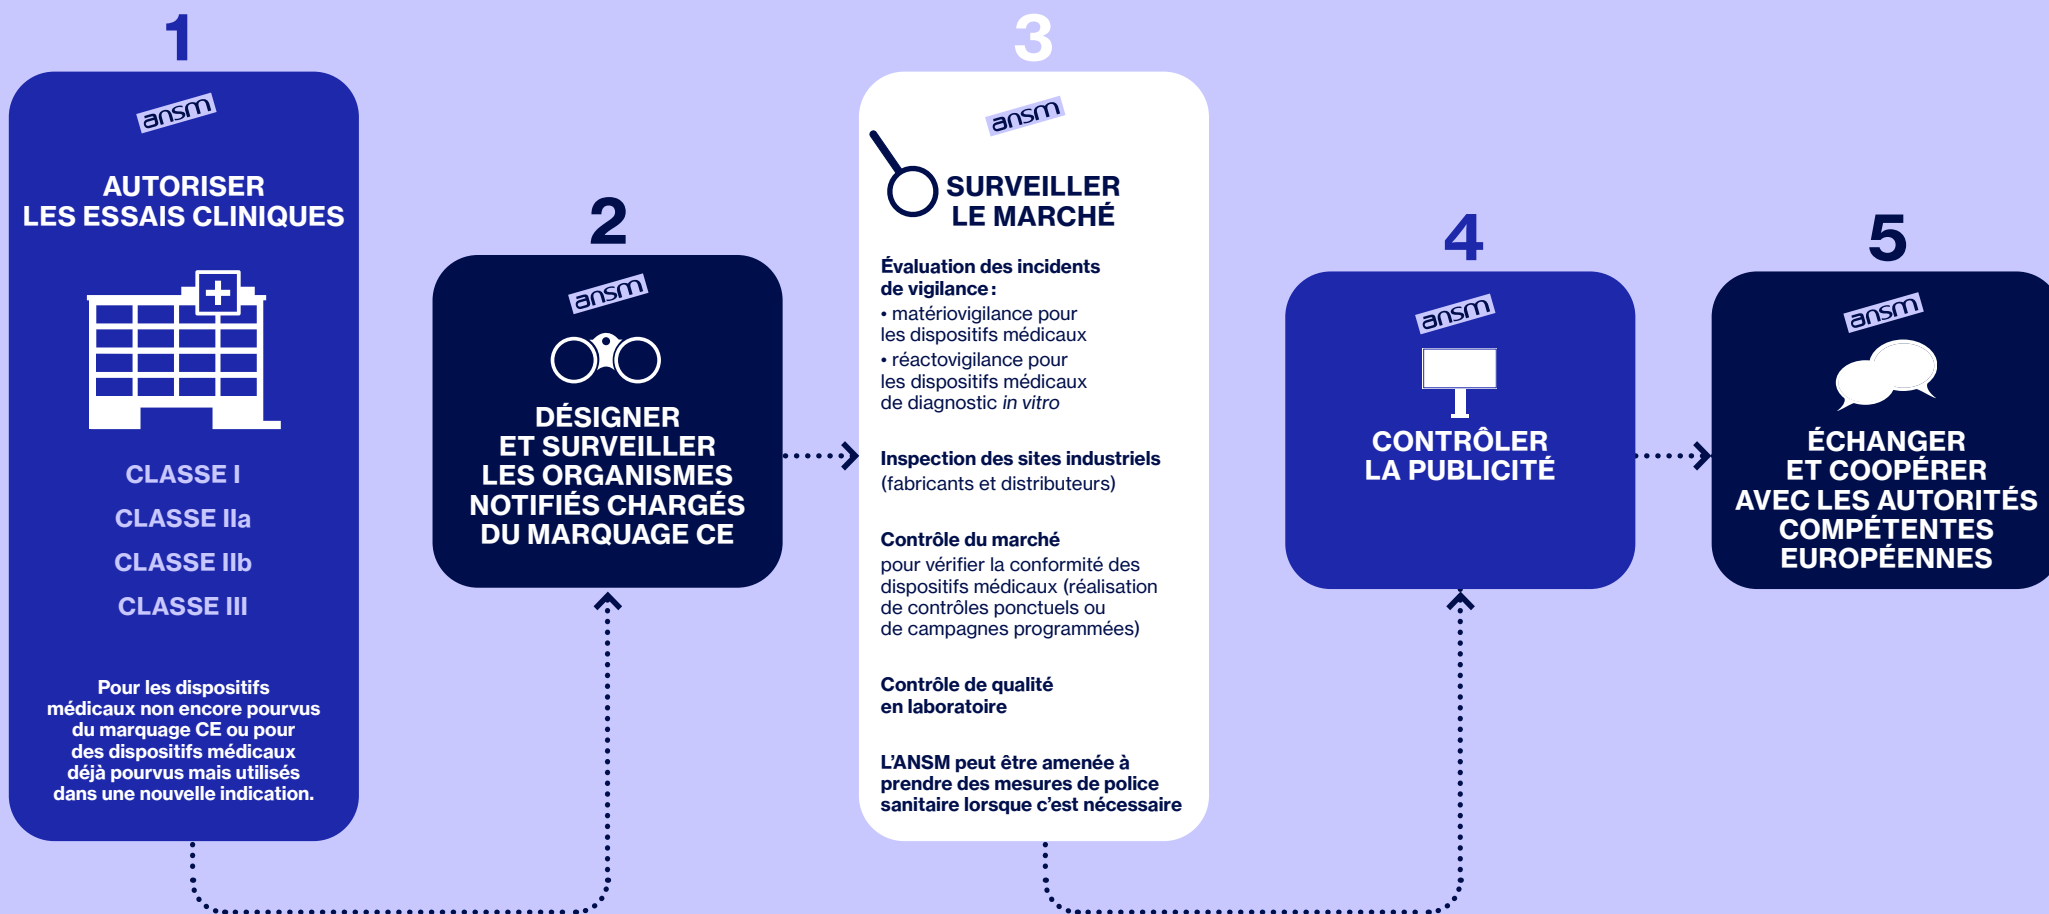 1
ansm
AUTORISER
LES ESSAIS CLINIQUES
CLASSE I
CLASSE IIa
CLASSE IIb
CLASSE III
Pour les dispositifs
médicaux non encore pourvus
du marquage CE ou pour
des dispositifs médicaux
déjà pourvus mais utilisés
dans une nouvelle indication.
2
ansm
DÉSIGNER
ET SURVEILLER
LES ORGANISMES
NOTIFIÉS CHARGÉS
DU MARQUAGE CE
3
ansm
SURVEILLER
LE MARCHÉ
Évaluation des incidents
de vigilance :
• matériovigilance pour
les dispositifs médicaux
• réactovigilance pour
les dispositifs médicaux
de diagnostic in vitro
Inspection des sites industriels
(fabricants et distributeurs)
Contrôle du marché
pour vérifier la conformité des
dispositifs médicaux (réalisation
de contrôles ponctuels ou
de campagnes programmées)
Contrôle de qualité
en laboratoire
L'ANSM peut être amenée à
prendre des mesures de police
sanitaire lorsque c'est nécessaire
4
ansm
CONTRÔLER
LA PUBLICITÉ
5
ansm
ÉCHANGER
ET COOPÉRER
AVEC LES AUTORITÉS
COMPÉTENTES
EUROPÉENNES